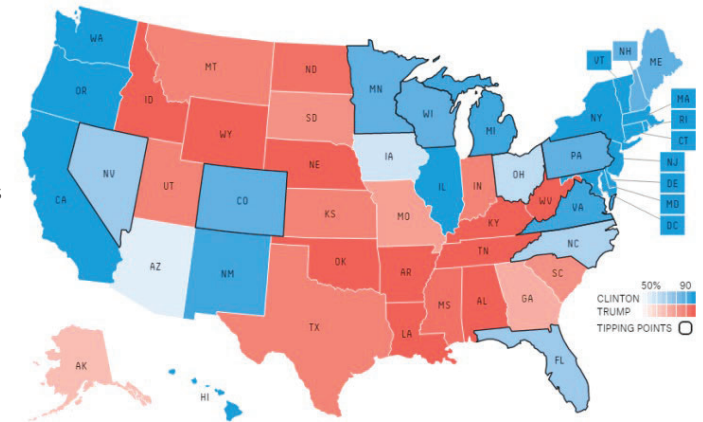 WA
MT
ND
MN
VT
NH
ME
OR
ID
SD
WI
MI
NY
MA
RI
CT
WY
IA
PA
NJ
NE
NV
UT
CO
IL
IN
OH
DE
MD
DC
CA
KS
MO
KY
WV
VA
AZ
NM
OK
AR
TN
NC
SC
TX
MS
AL
GA
LA
FL
AK
HI
50% 90
CLINTON
TRUMP
TIPPING POINTS